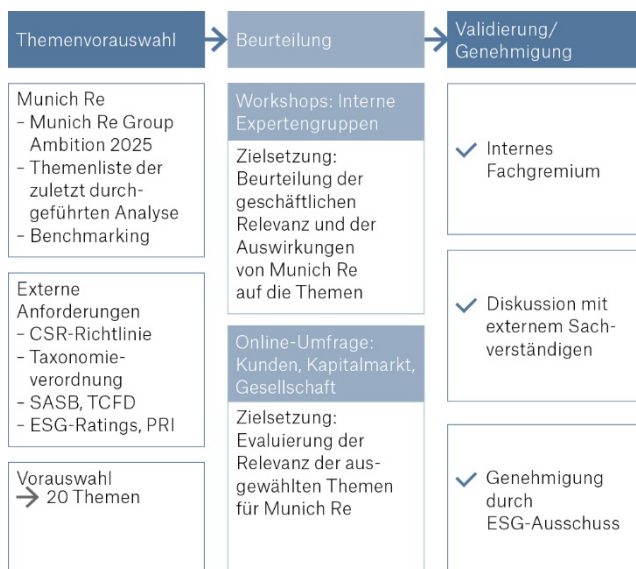 Themenvorauswahl
Munich Re
– Munich Re Group
Ambition 2025
– Themenliste der
zuletzt durch-
geführten Analyse
– Benchmarking
Externe
Anforderungen
– CSR-Richtlinie
– Taxonomie-
verordnung
– SASB, TCFD
– ESG-Ratings, PRI
Vorauswahl
→ 20 Themen
Beurteilung
Workshops: Interne
Expertengruppen
Zielsetzung:
Beurteilung der
geschäftlichen
Relevanz und der
Auswirkungen
von Munich Re
auf die Themen
Online-Umfrage:
Kunden, Kapitalmarkt,
Gesellschaft
Zielsetzung:
Evaluierung der
Relevanz der aus-
gewählten Themen
für Munich Re
Validierung/
Genehmigung
Internes
Fachgremium
Diskussion mit
externem Sach-
verständigen
Genehmigung
durch
ESG-Ausschuss